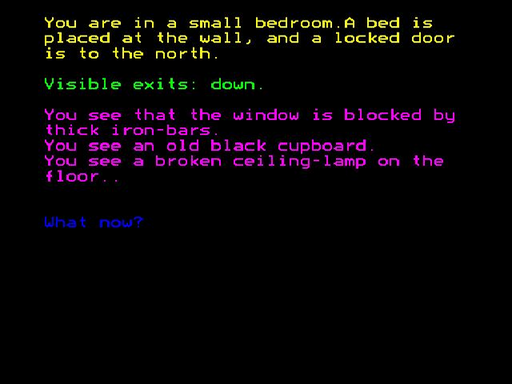 You are in a small bedroom.A bed is
placed at the wall, and a locked door
is to the north.
Visible exits: down.
You see that the window is blocked by
thick iron-bars.
You see an old black cupboard.
You see a broken ceiling-lamp on the
floor..
What now?